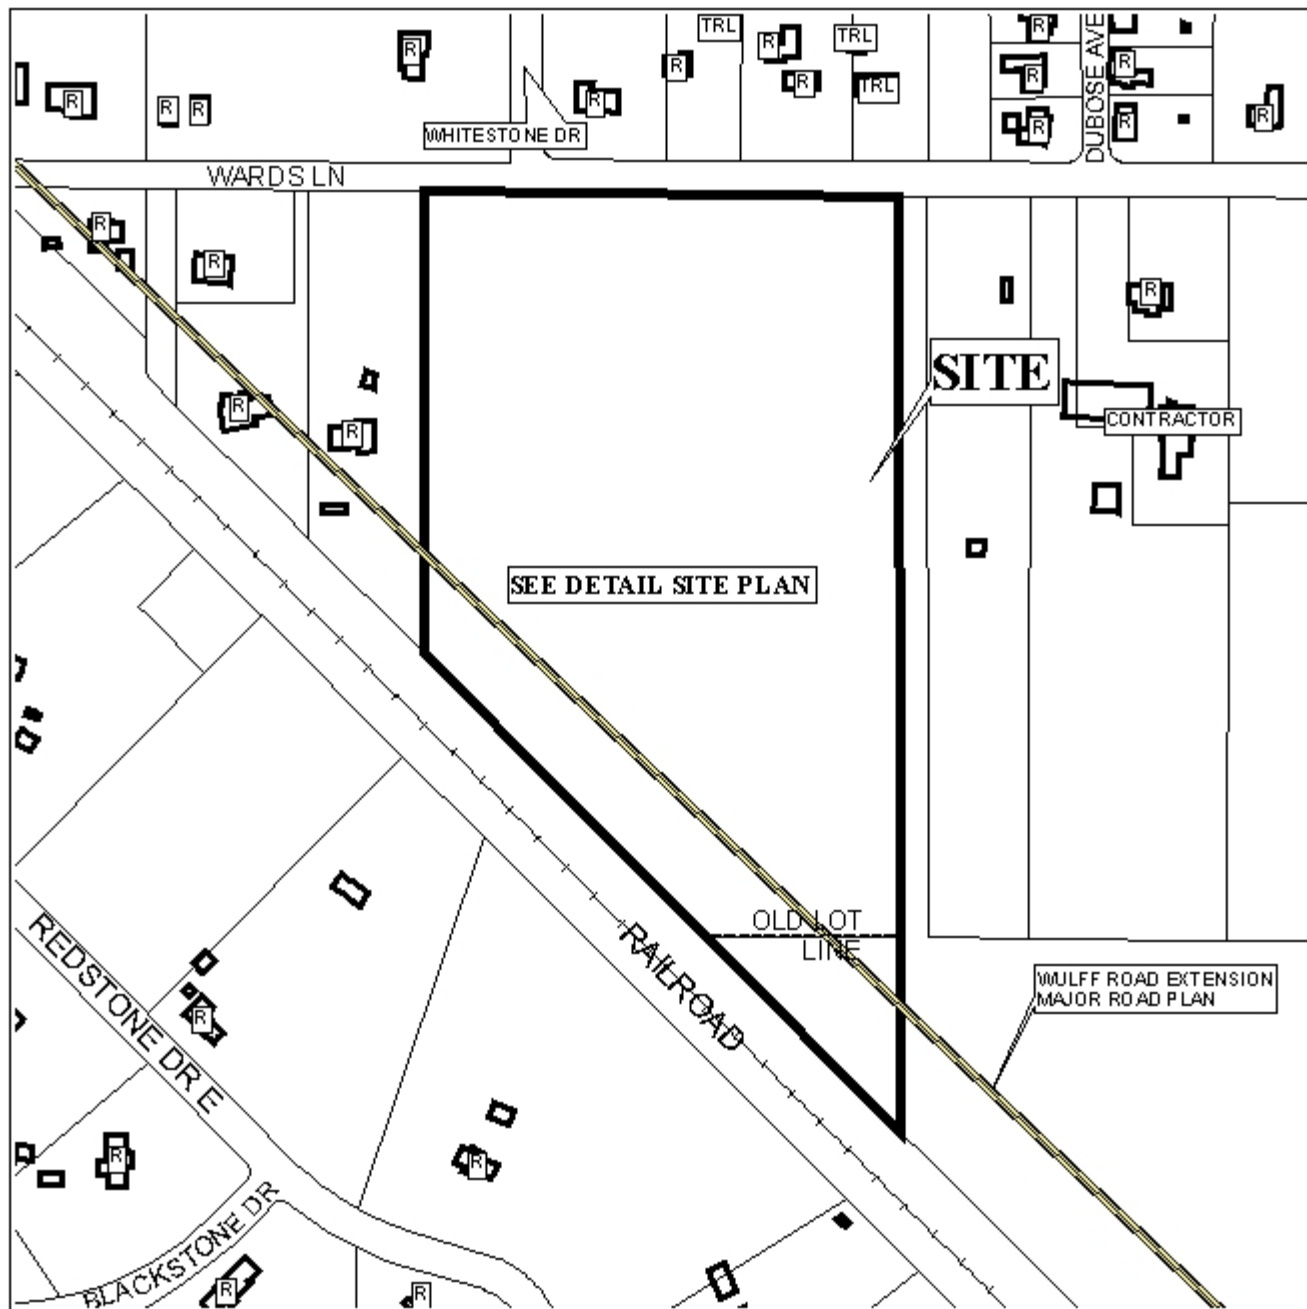 R
TRL
R
TRL
R
R
R
R
R
TRL
R
R
R
R
R
R
R
R
DUBOSE AVE
WHITESTONE DR
WARDS LN
R
R
R
SITE
R
CONTRACTOR
R
SEE DETAIL SITE PLAN
OLD LOT
LINE
RAILROAD
WULFF ROAD EXTENSION
MAJOR ROAD PLAN
REDSTONE DR E
R
R
R
BLACKSTONE DR
R
R